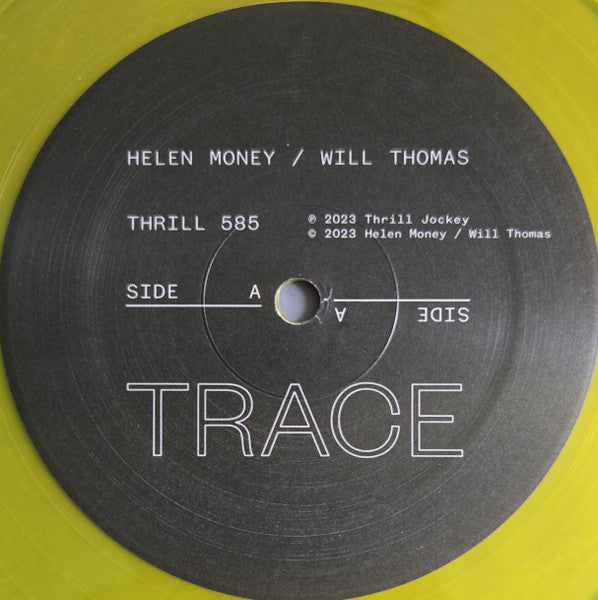 HELEN MONEY / WILL THOMAS
THRILL 585
℗ 2023 Thrill Jockey
© 2023 Helen Money / Will Thomas
SIDE A
SIDE A
TRACE